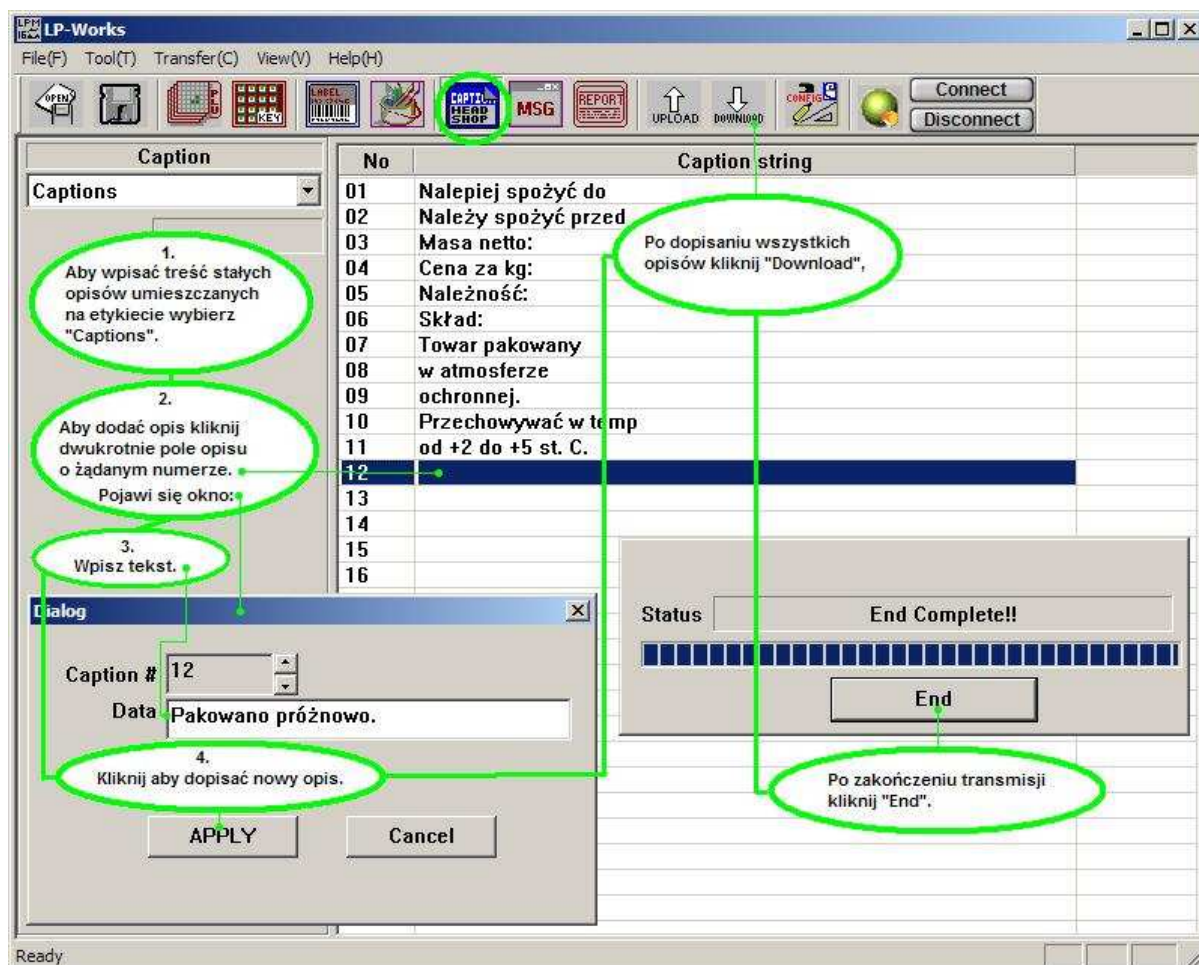 LPM
LP-Works
File(F) Tool(T) Transfer(C) View(V) Help(H)
OPEN PLU KEY LABEL CAPTI... HEAD SHOP MSG REPORT UPLOAD DOWNLOAD CONFIG Connect
Disconnect
Caption
Captions
No Caption string
01 Nalepiej spożyć do
02 Należy spożyć przed
03 Masa netto:
04 Cena za kg:
05 Należność:
06 Skład:
07 Towar pakowany
08 w atmosferze
09 ochronnej.
10 Przechowywać w temp
11 od +2 do +5 st. C.
12
13
14
15
16
1.
Aby wpisać treść stałych
opisów umieszczanych
na etykiecie wybierz
"Captions".
2.
Aby dodać opis kliknij
dwukrotnie pole opisu
o żądanym numerze.
Pojawi się okno:
3.
Wpisz tekst.
Dialog
Caption # 12
Data Pakowano próżnowo.
4.
Kliknij aby dopisać nowy opis.
APPLY Cancel
Po dopisaniu wszystkich
opisów kliknij "Download",
Status End Complete!!
End
Po zakończeniu transmisji
kliknij "End".
Ready